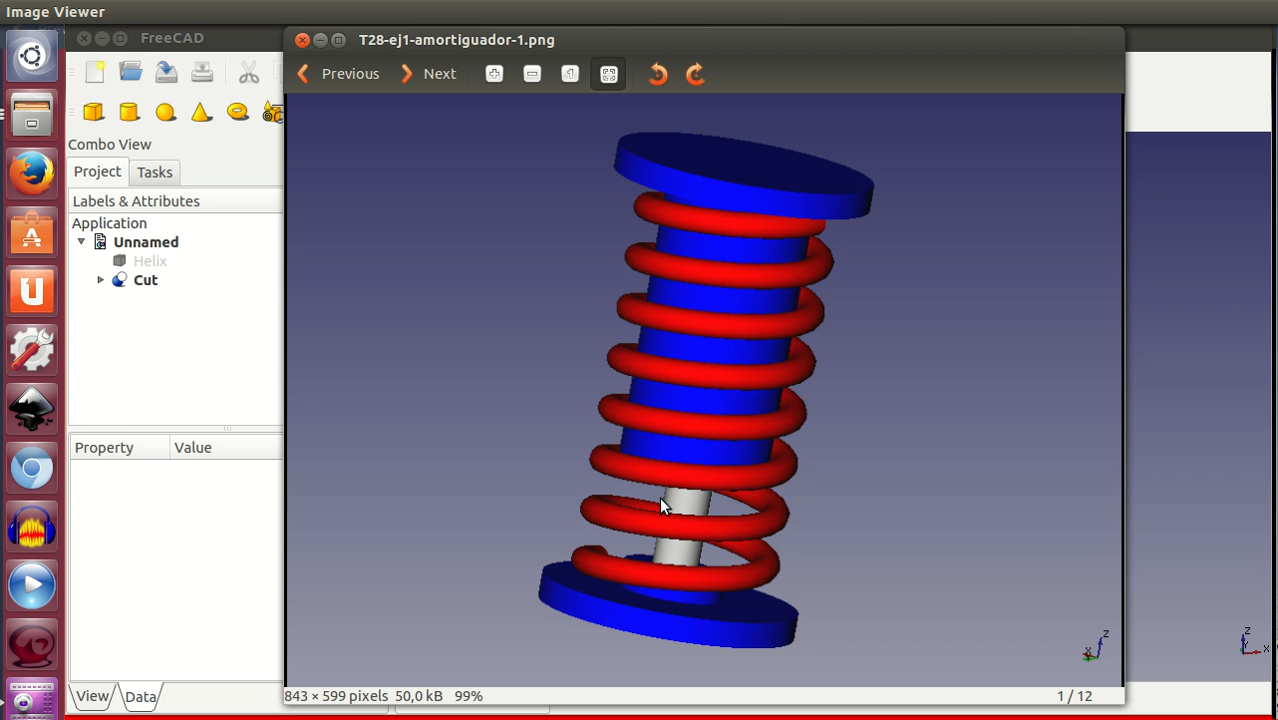 Image Viewer
FreeCAD
T28-ej1-amortiguador-1.png
Previous
Next
Combo View
Project
Tasks
Labels & Attributes
Application
Unnamed
Helix
Cut
Property
Value
View
Data
843 × 599 pixels 50,0 kB 99%
1 / 12
Z
X
Z
Y
X